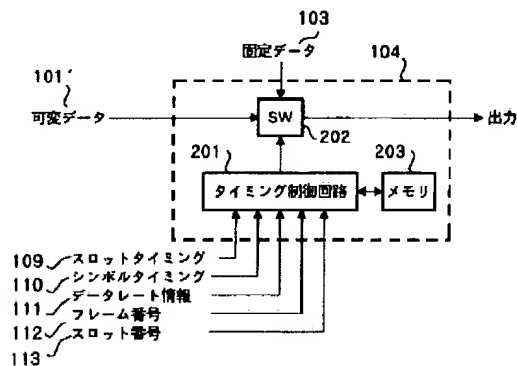 103
固定データ
104
101'
可変データ
SW
202
出力
201
203
タイミング制御回路
メモリ
109 スロットタイミング
110 シンボルタイミング
111 データレート情報
112 フレーム番号
113 スロット番号